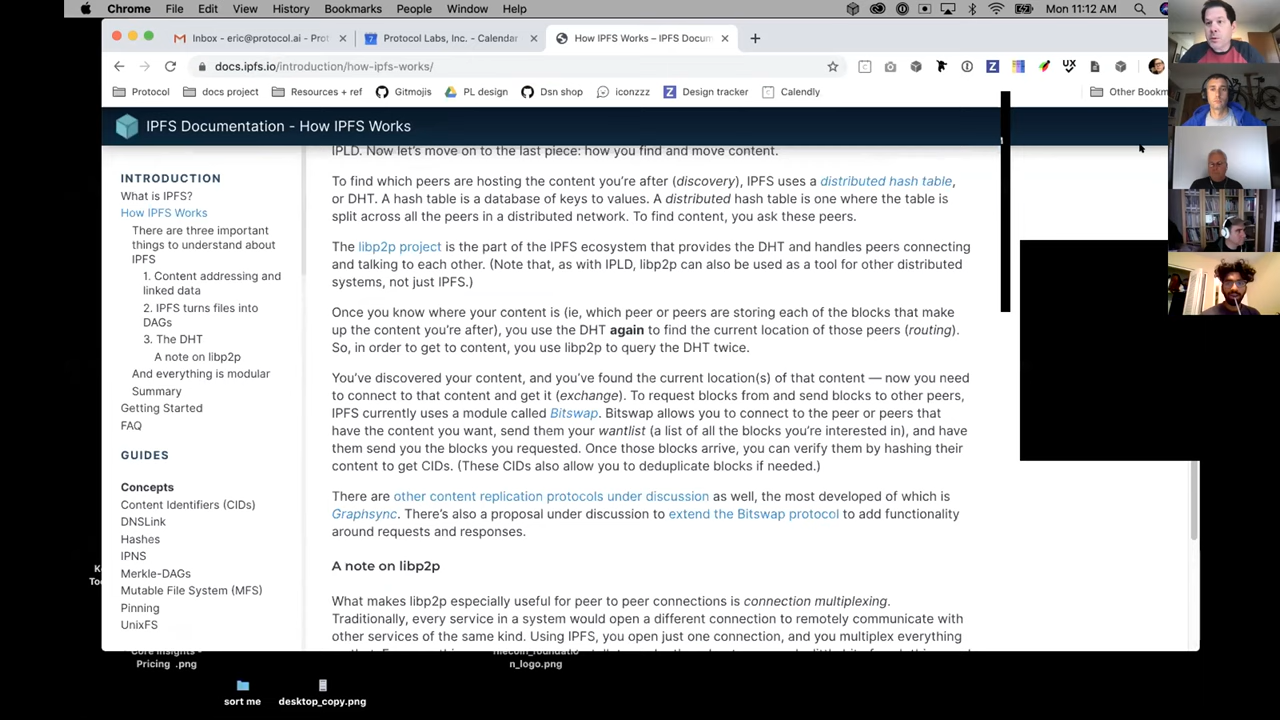 Chrome File Edit View History Bookmarks People Window Help Mon 11:12 AM
Inbox - eric@protocol.ai - Prot
Protocol Labs, Inc. - Calendar
How IPFS Works – IPFS Docum
docs.ipfs.io/introduction/how-ipfs-works/
Protocol docs project Resources + ref Gitmojis PL design Dsn shop iconzzz Design tracker Calendly Other Bookm
IPFS Documentation - How IPFS Works
INTRODUCTION
What is IPFS?
How IPFS Works
There are three important
things to understand about
IPFS
1. Content addressing and
linked data
2. IPFS turns files into
DAGs
3. The DHT
A note on libp2p
And everything is modular
Summary
Getting Started
FAQ
GUIDES
Concepts
Content Identifiers (CIDs)
DNSLink
Hashes
IPNS
Merkle-DAGs
Mutable File System (MFS)
Pinning
UnixFS
IPLD. Now let's move on to the last piece: how you find and move content.
To find which peers are hosting the content you're after (discovery), IPFS uses a distributed hash table,
or DHT. A hash table is a database of keys to values. A distributed hash table is one where the table is
split across all the peers in a distributed network. To find content, you ask these peers.
The libp2p project is the part of the IPFS ecosystem that provides the DHT and handles peers connecting
and talking to each other. (Note that, as with IPLD, libp2p can also be used as a tool for other distributed
systems, not just IPFS.)
Once you know where your content is (ie, which peer or peers are storing each of the blocks that make
up the content you're after), you use the DHT again to find the current location of those peers (routing).
So, in order to get to content, you use libp2p to query the DHT twice.
You've discovered your content, and you've found the current location(s) of that content — now you need
to connect to that content and get it (exchange). To request blocks from and send blocks to other peers,
IPFS currently uses a module called Bitswap. Bitswap allows you to connect to the peer or peers that
have the content you want, send them your wantlist (a list of all the blocks you're interested in), and have
them send you the blocks you requested. Once those blocks arrive, you can verify them by hashing their
content to get CIDs. (These CIDs also allow you to deduplicate blocks if needed.)
There are other content replication protocols under discussion as well, the most developed of which is
Graphsync. There's also a proposal under discussion to extend the Bitswap protocol to add functionality
around requests and responses.
A note on libp2p
What makes libp2p especially useful for peer to peer connections is connection multiplexing.
Traditionally, every service in a system would open a different connection to remotely communicate with
other services of the same kind. Using IPFS, you open just one connection, and you multiplex everything
Pricing .png
n_logo.png
sort me
desktop_copy.png